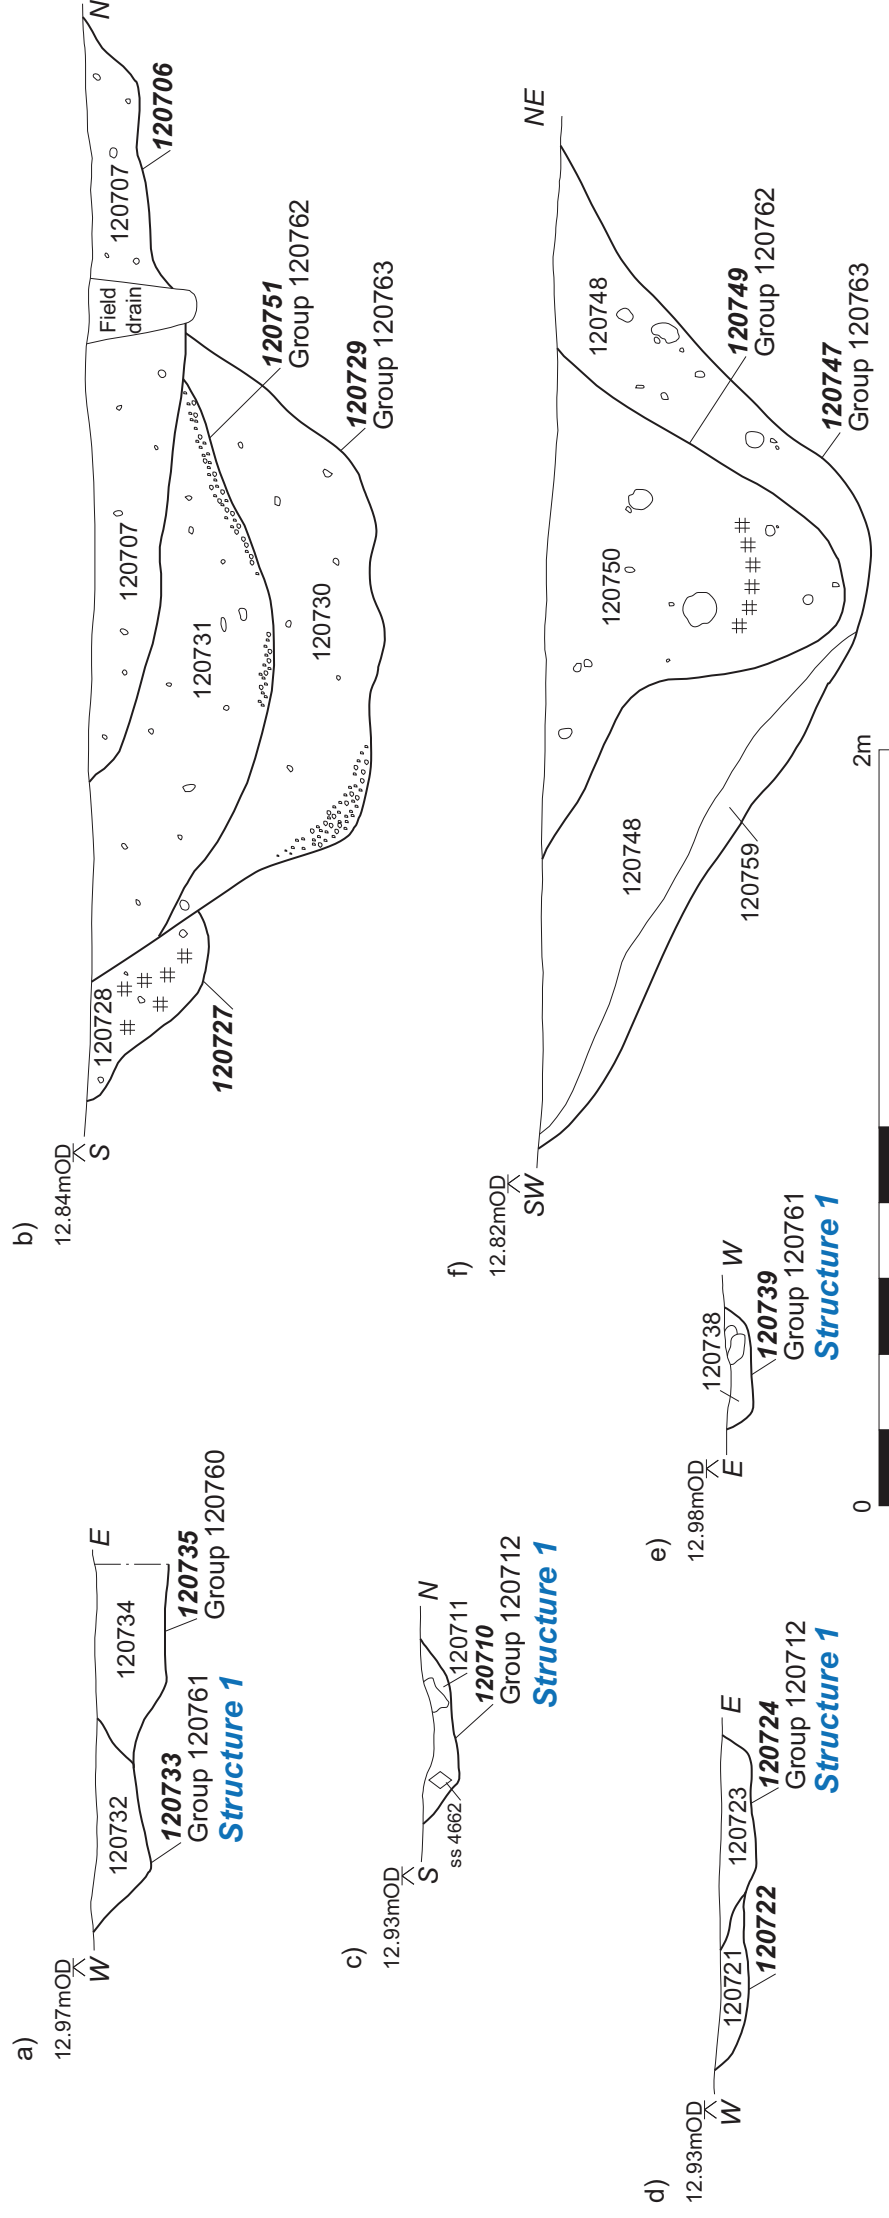 a)
12.97mOD
W
E
120732
120734
120733
Group 120761
Structure 1
120735
Group 120760
b)
12.84mOD
S
N
120728
120727
120731
120707
120730
Field
drain
120707
120706
120751
Group 120762
120729
Group 120763
c)
12.93mOD
S
N
ss 4662
120711
120710
Group 120712
Structure 1
d)
12.93mOD
W
E
120721
120723
120722
120724
Group 120712
Structure 1
e)
12.98mOD
E
W
120738
120739
Group 120761
Structure 1
f)
12.82mOD
SW
NE
120748
120759
120750
120748
120749
Group 120762
120747
Group 120763
0
2m